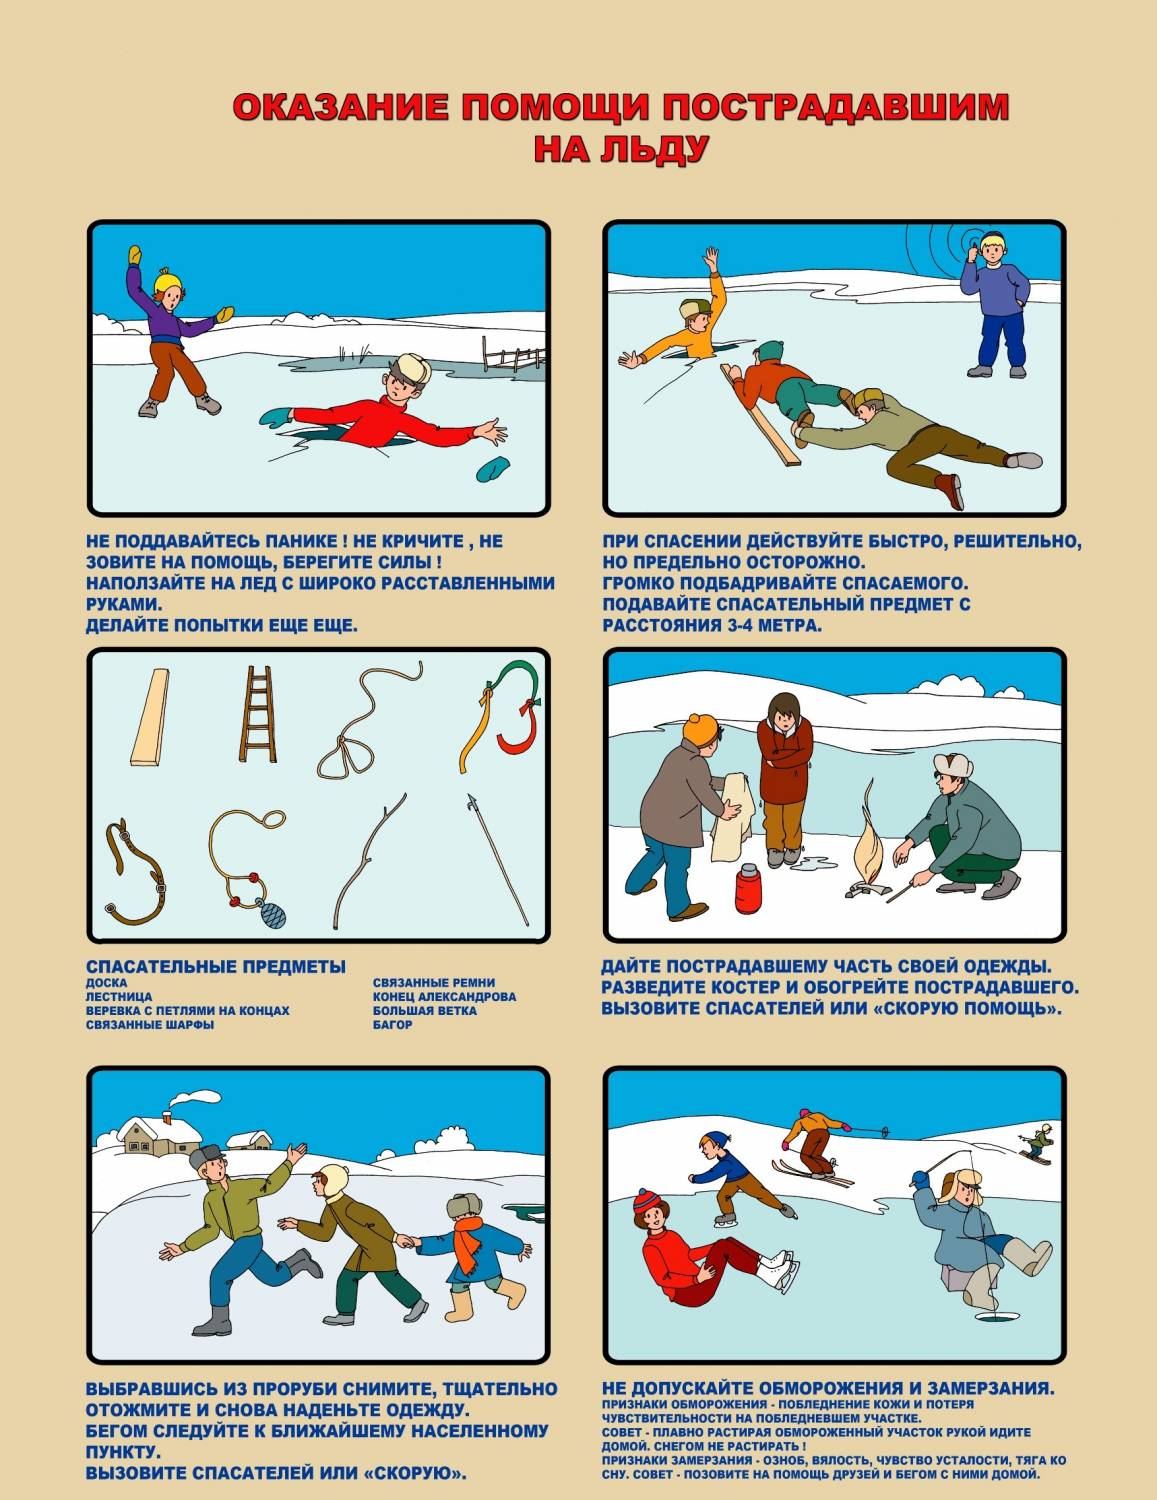 ОКАЗАНИЕ ПОМОЩИ ПОСТРАДАВШИМ
НА ЛЬДУ
НЕ ПОДДАВАЙТЕСЬ ПАНИКЕ ! НЕ КРИЧИТЕ , НЕ
ЗОВИТЕ НА ПОМОЩЬ, БЕРЕГИТЕ СИЛЫ !
НАПОЛЗАЙТЕ НА ЛЕД С ШИРОКО РАССТАВЛЕННЫМИ
РУКАМИ.
ДЕЛАЙТЕ ПОПЫТКИ ЕЩЕ ЕЩЕ.
ПРИ СПАСЕНИИ ДЕЙСТВУЙТЕ БЫСТРО, РЕШИТЕЛЬНО,
НО ПРЕДЕЛЬНО ОСТОРОЖНО.
ГРОМКО ПОДБАДРИВАЙТЕ СПАСАЕМОГО.
ПОДАВАЙТЕ СПАСАТЕЛЬНЫЙ ПРЕДМЕТ С
РАССТОЯНИЯ 3-4 МЕТРА.
СПАСАТЕЛЬНЫЕ ПРЕДМЕТЫ
ДОСКА
ЛЕСТНИЦА
ВЕРЕВКА С ПЕТЛЯМИ НА КОНЦАХ
СВЯЗАННЫЕ ШАРФЫ
СВЯЗАННЫЕ РЕМНИ
КОНЕЦ АЛЕКСАНДРОВА
БОЛЬШАЯ ВЕТКА
БАГОР
ДАЙТЕ ПОСТРАДАВШЕМУ ЧАСТЬ СВОЕЙ ОДЕЖДЫ.
РАЗВЕДИТЕ КОСТЕР И ОБОГРЕЙТЕ ПОСТРАДАВШЕГО.
ВЫЗОВИТЕ СПАСАТЕЛЕЙ ИЛИ «СКОРУЮ ПОМОЩЬ».
ВЫБРАВШИСЬ ИЗ ПРОРУБИ СНИМИТЕ, ТЩАТЕЛЬНО
ОТОЖМИТЕ И СНОВА НАДЕНЬТЕ ОДЕЖДУ.
БЕГОМ СЛЕДУЙТЕ К БЛИЖАЙШЕМУ НАСЕЛЕННОМУ
ПУНКТУ.
ВЫЗОВИТЕ СПАСАТЕЛЕЙ ИЛИ «СКОРУЮ».
НЕ ДОПУСКАЙТЕ ОБМОРОЖЕНИЯ И ЗАМЕРЗАНИЯ.
ПРИЗНАКИ ОБМОРОЖЕНИЯ - ПОБЛЕДНЕНИЕ КОЖИ И ПОТЕРЯ
ЧУВСТВИТЕЛЬНОСТИ НА ПОБЛЕДНЕВШЕМ УЧАСТКЕ.
СОВЕТ - ПЛАВНО РАСТИРАЯ ОБМОРОЖЕННЫЙ УЧАСТОК РУКОЙ ИДИТЕ
ДОМОЙ. СНЕГОМ НЕ РАСТИРАТЬ !
ПРИЗНАКИ ЗАМЕРЗАНИЯ - ОЗНОБ, ВЯЛОСТЬ, ЧУВСТВО УСТАЛОСТИ, ТЯГА КО
СНУ. СОВЕТ - ПОЗОВИТЕ НА ПОМОЩЬ ДРУЗЕЙ И БЕГОМ С НИМИ ДОМОЙ.